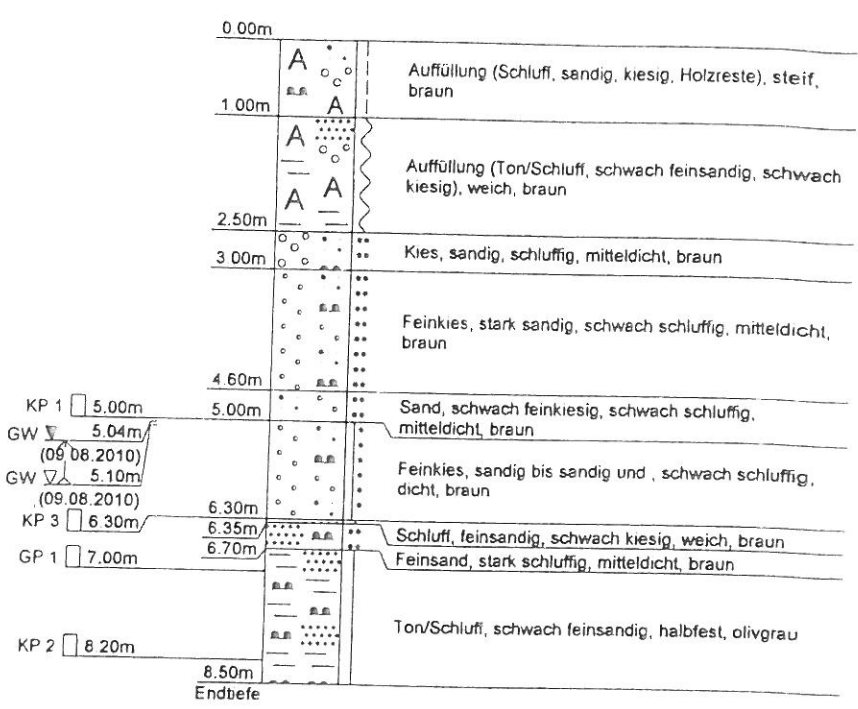 0.00m
Auffüllung (Schluff, sandig, kiesig, Holzreste), steif,
braun
A
A
1.00m
A
Auffüllung (Ton/Schluff, schwach feinsandig, schwach
kiesig), weich, braun
A A
2.50m
Kies, sandig, schluffig, mitteldicht, braun
3.00m
Feinkies, stark sandig, schwach schluffig, mitteldicht,
braun
4.60m
KP 1 5.00m
5.00m
Sand, schwach feinkiesig, schwach schluffig,
mitteldicht, braun
GW 5.04m
(09.08.2010)
GW 5.10m
(09.08.2010)
Feinkies, sandig bis sandig und , schwach schluffig,
dicht, braun
6.30m
KP 3 6.30m
6.35m
Schluff, feinsandig, schwach kiesig, weich, braun
6.70m
Feinsand, stark schluffig, mitteldicht, braun
GP 1 7.00m
Ton/Schluff, schwach feinsandig, halbfest, olivgrau
KP 2 8.20m
8.50m
Endtiefe